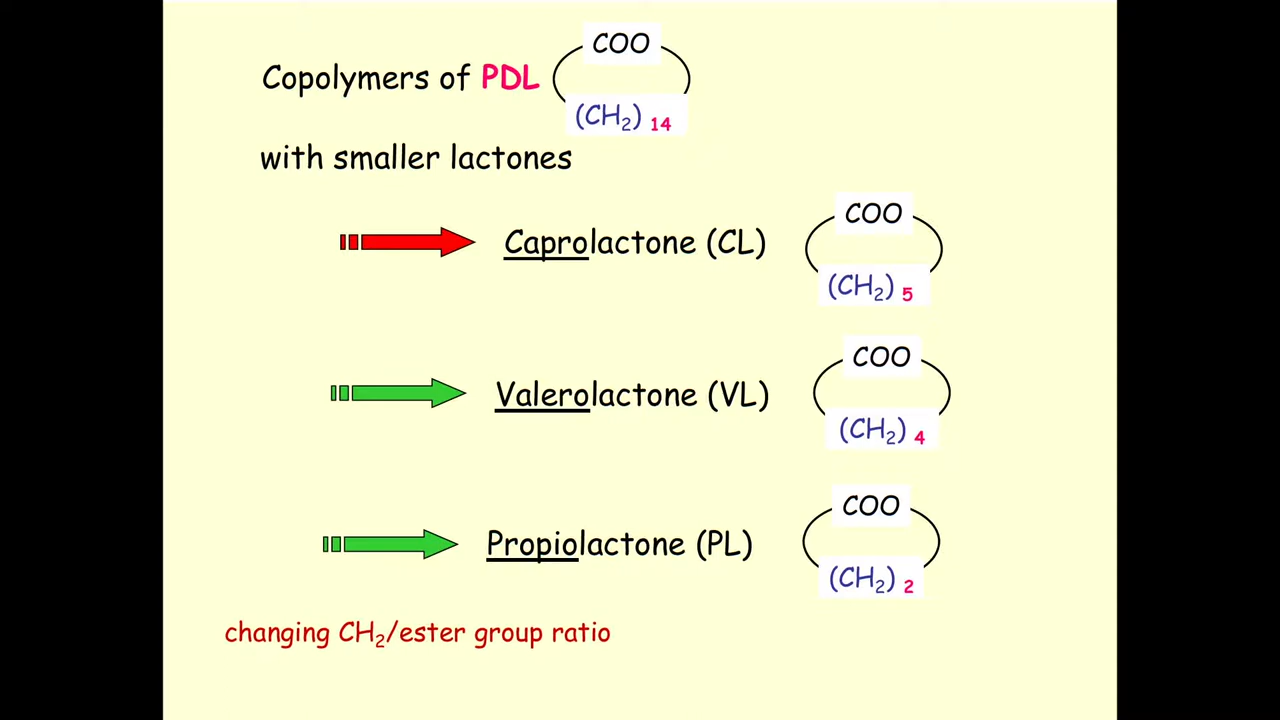 COO
Copolymers of PDL
(CH₂) 14
with smaller lactones
COO
Caprolactone (CL)
(CH₂) 5
COO
Valerolactone (VL)
(CH₂) 4
COO
Propiolactone (PL)
(CH₂) 2
changing CH₂/ester group ratio